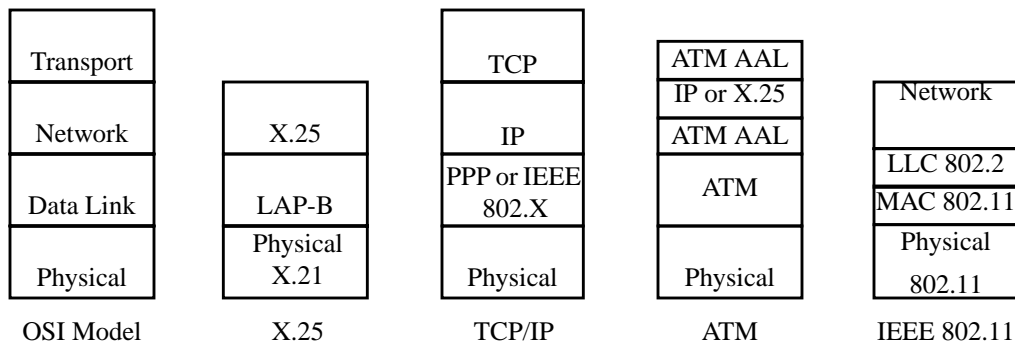 Transport
Network
Data Link
Physical
OSI Model
X.25
LAP-B
Physical
X.21
X.25
TCP
IP
PPP or IEEE
802.X
Physical
TCP/IP
ATM AAL
IP or X.25
ATM AAL
ATM
Physical
ATM
Network
LLC 802.2
MAC 802.11
Physical
802.11
IEEE 802.11